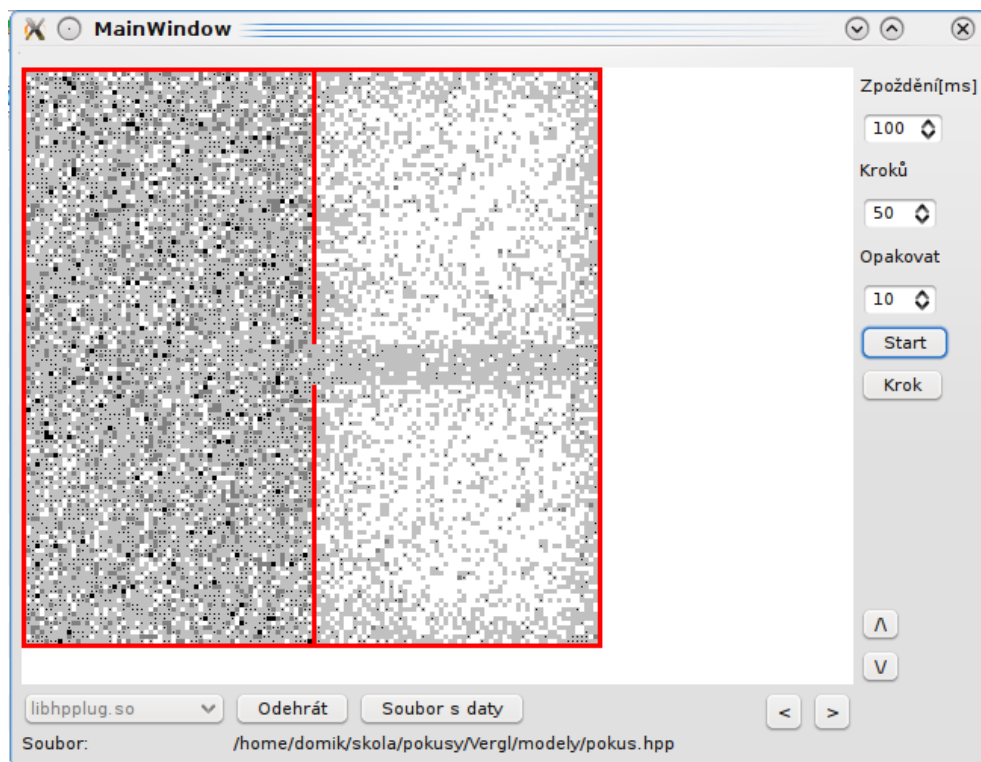 MainWindow
Zpoždění[ms]
100
Kroků
50
Opakovat
10
Start
Krok
/\
\/
libhpplug.so Odehrát Soubor s daty < >
Soubor: /home/domik/skola/pokusy/Vergl/modely/pokus.hpp